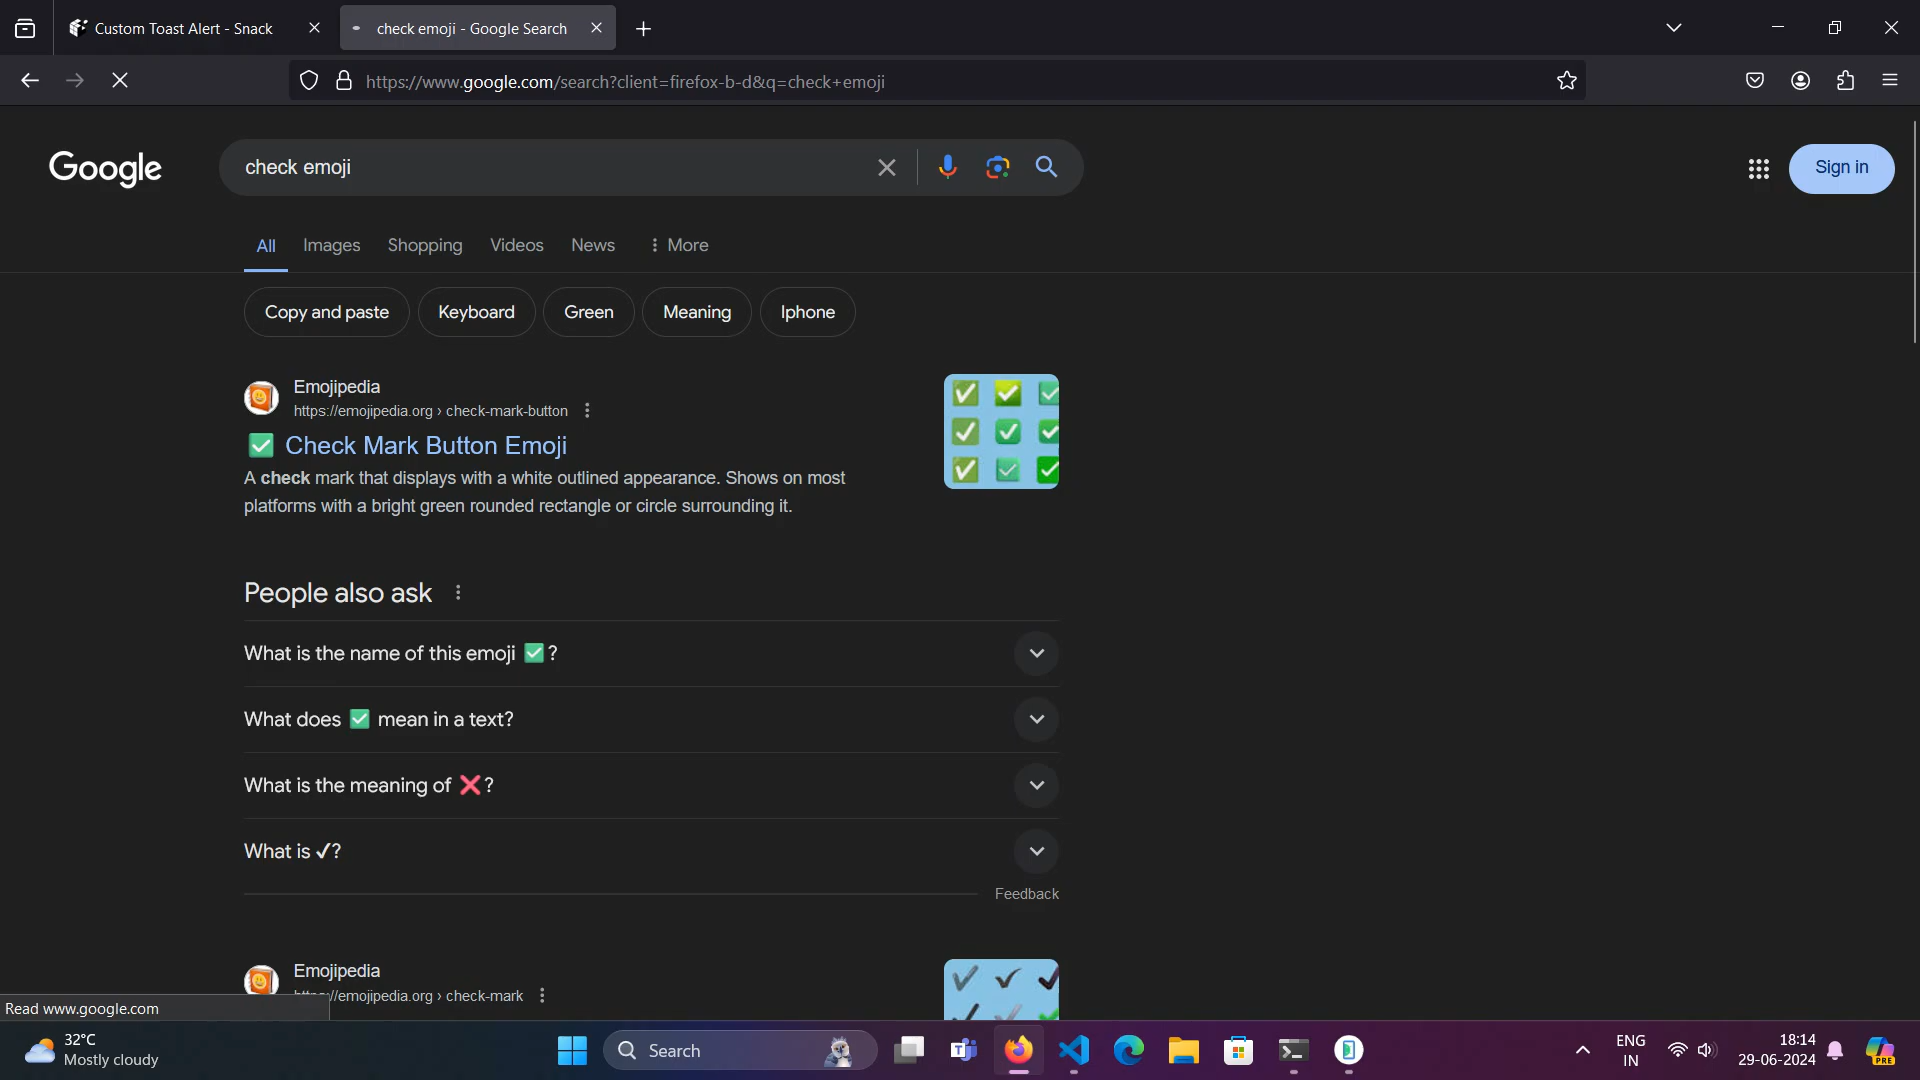 Custom Toast Alert - Snack
check emoji - Google Search
https://www.google.com/search?client=firefox-b-d&q=check+emoji
Google
check emoji
Sign in
All
Images
Shopping
Videos
News
More
Copy and paste
Keyboard
Green
Meaning
Iphone
Emojipedia
https://emojipedia.org › check-mark-button
✅ Check Mark Button Emoji
A check mark that displays with a white outlined appearance. Shows on most
platforms with a bright green rounded rectangle or circle surrounding it.
People also ask
What is the name of this emoji ✅?
What does ✅ mean in a text?
What is the meaning of ❌?
What is ✓?
Feedback
Emojipedia
https://emojipedia.org › check-mark
Read www.google.com
32°C
Mostly cloudy
Search
ENG
IN
18:14
29-06-2024
PRE